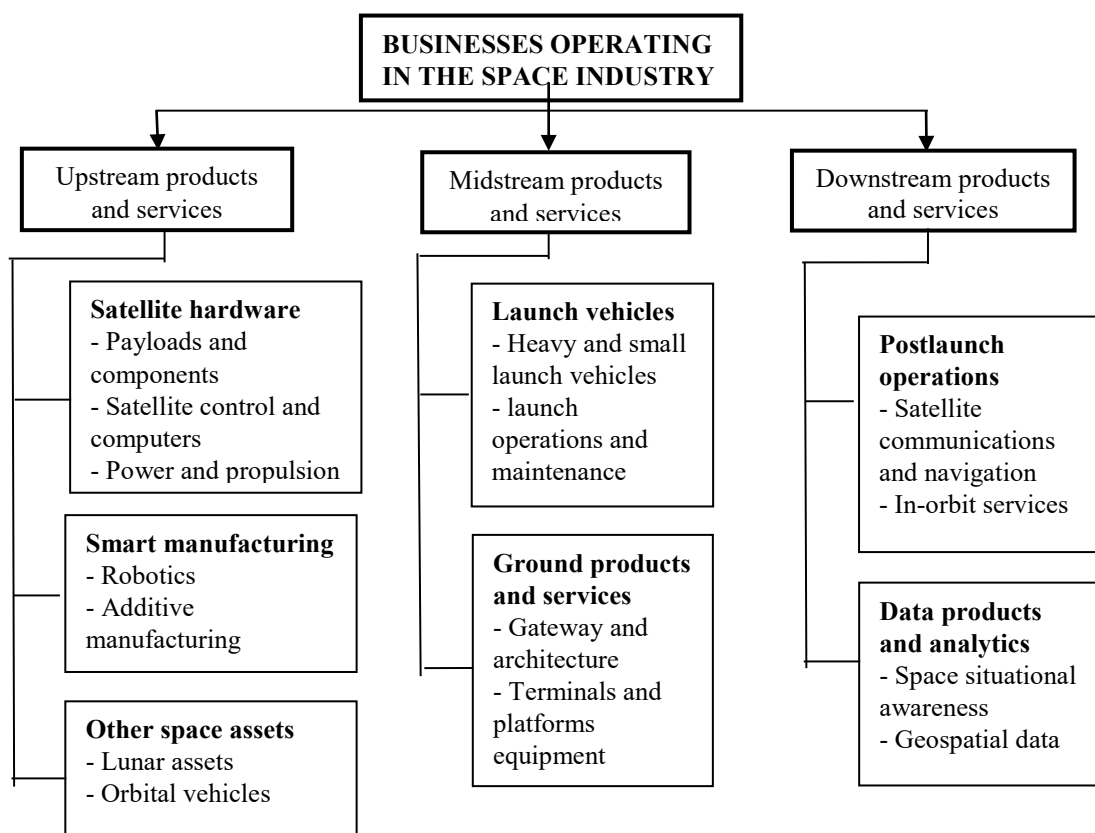 BUSINESSES OPERATING
IN THE SPACE INDUSTRY
Upstream products
and services
Midstream products
and services
Downstream products
and services
Satellite hardware
- Payloads and
components
- Satellite control and
computers
- Power and propulsion
Smart manufacturing
- Robotics
- Additive
manufacturing
Other space assets
- Lunar assets
- Orbital vehicles
Launch vehicles
- Heavy and small
launch vehicles
- launch
operations and
maintenance
Ground products
and services
- Gateway and
architecture
- Terminals and
platforms
equipment
Postlaunch
operations
- Satellite
communications
and navigation
- In-orbit services
Data products
and analytics
- Space situational
awareness
- Geospatial data